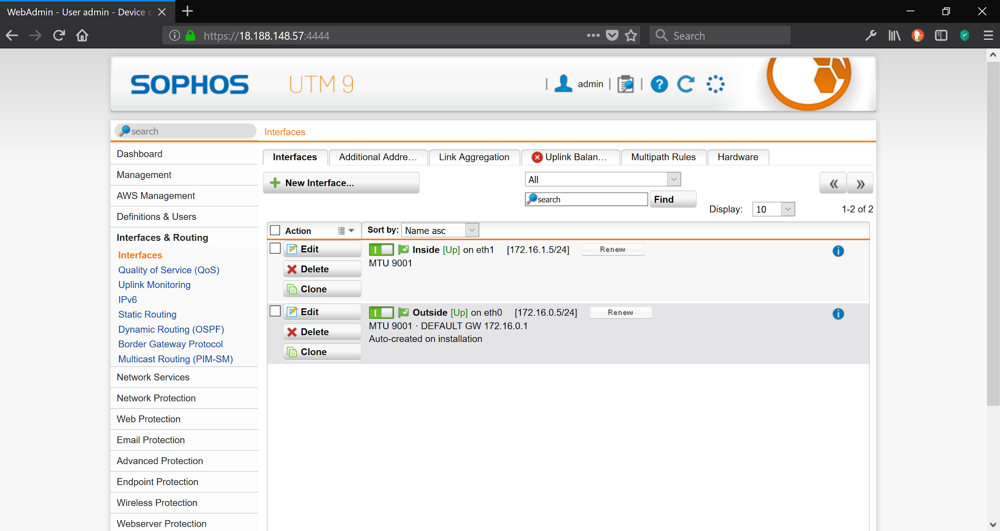 WebAdmin - User admin - Device c
https://18.188.148.57:4444
Search
SOPHOS
UTM 9
admin
search
Interfaces
Dashboard
Management
AWS Management
Definitions & Users
Interfaces & Routing
Interfaces
Quality of Service (QoS)
Uplink Monitoring
IPv6
Static Routing
Dynamic Routing (OSPF)
Border Gateway Protocol
Multicast Routing (PIM-SM)
Network Services
Network Protection
Web Protection
Email Protection
Advanced Protection
Endpoint Protection
Wireless Protection
Webserver Protection
Interfaces
Additional Addre...
Link Aggregation
Uplink Balan...
Multipath Rules
Hardware
New Interface...
All
search
Find
Display: 10
1-2 of 2
Action
Sort by: Name asc
Edit
Inside [Up] on eth1 [172.16.1.5/24] Renew
MTU 9001
Delete
Clone
Edit
Outside [Up] on eth0 [172.16.0.5/24] Renew
MTU 9001 · DEFAULT GW 172.16.0.1
Delete
Auto-created on installation
Clone